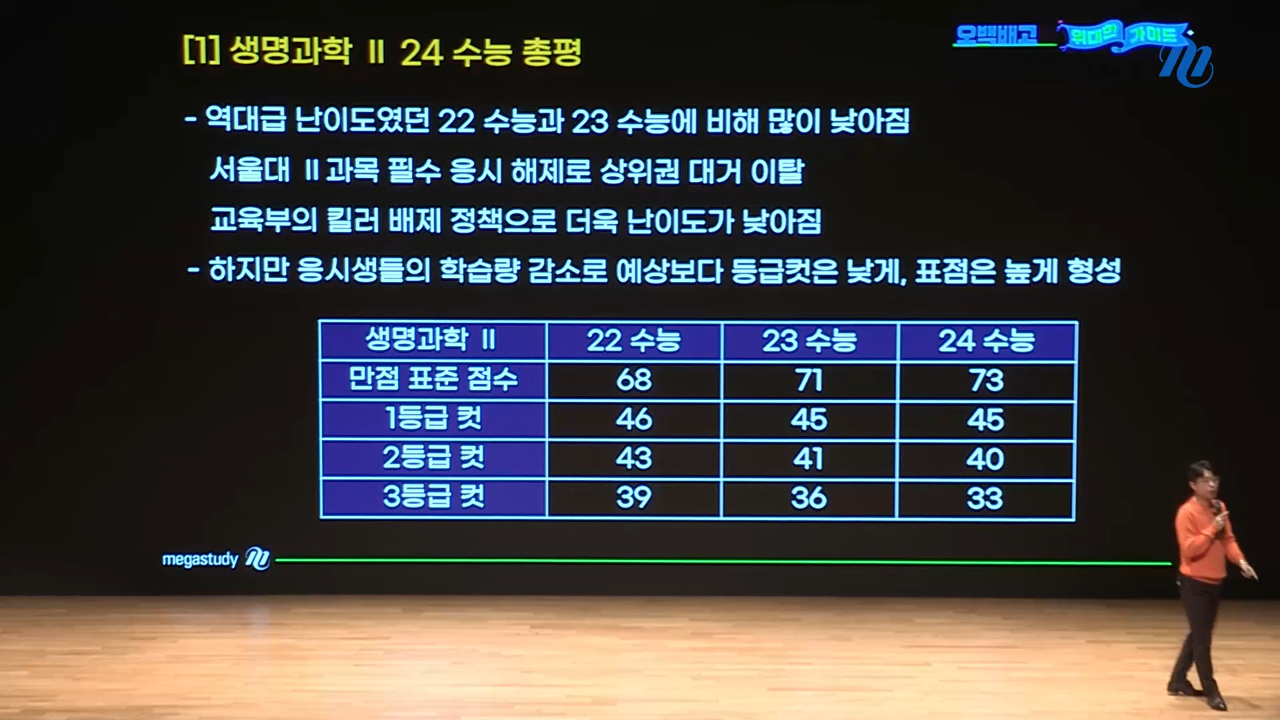 [1] 생명과학 Ⅱ 24 수능 총평
오백배고 위대한 가이드
- 역대급 난이도였던 22 수능과 23 수능에 비해 많이 낮아짐
서울대 Ⅱ과목 필수 응시 해제로 상위권 대거 이탈
교육부의 킬러 배제 정책으로 더욱 난이도가 낮아짐
- 하지만 응시생들의 학습량 감소로 예상보다 등급컷은 낮게, 표점은 높게 형성
생명과학 Ⅱ 22 수능 23 수능 24 수능
만점 표준 점수 68 71 73
1등급 컷 46 45 45
2등급 컷 43 41 40
3등급 컷 39 36 33
megastudy